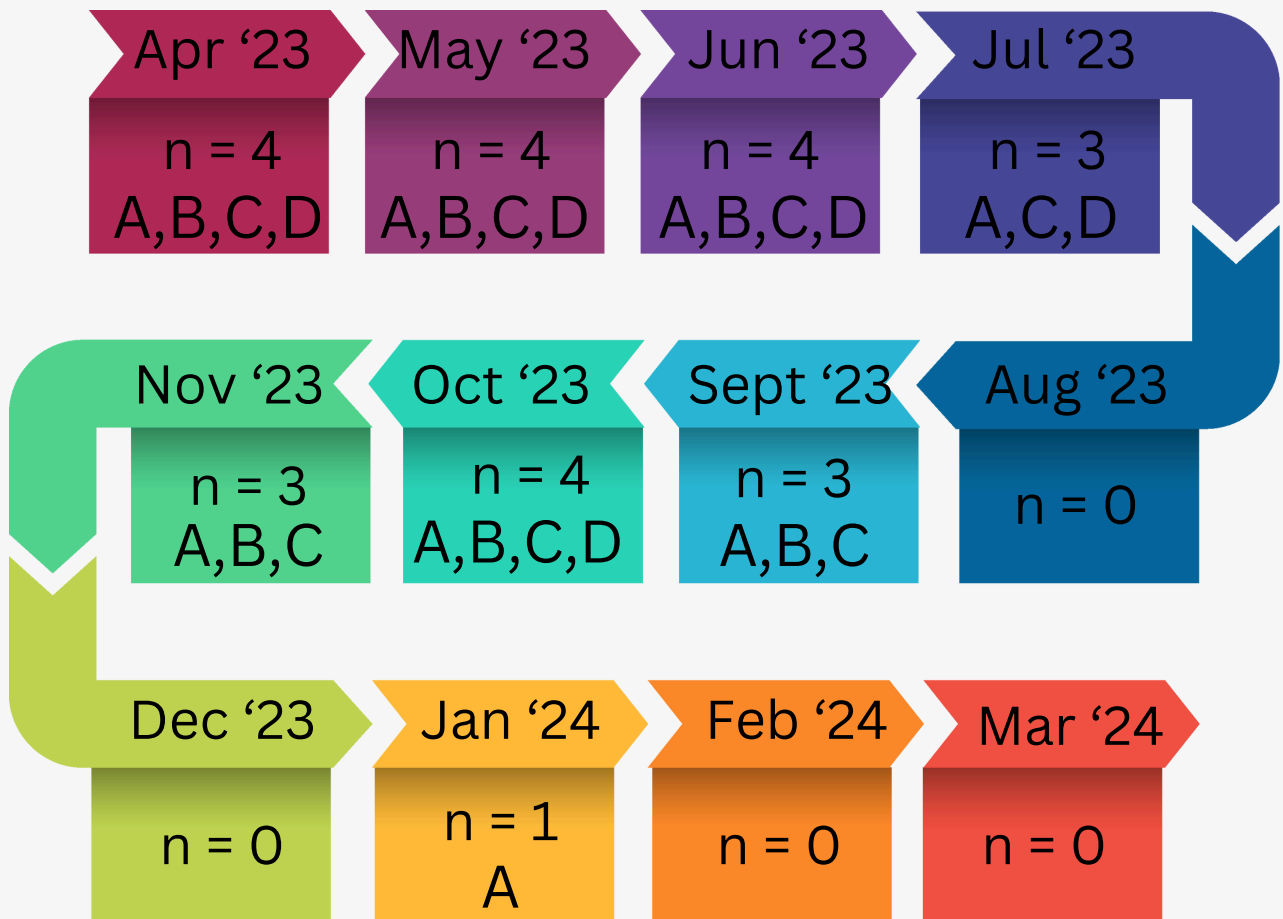 Apr ‘23
n = 4
A,B,C,D
May ‘23
n = 4
A,B,C,D
Jun ‘23
n = 4
A,B,C,D
Jul ‘23
n = 3
A,C,D
Aug ‘23
n = 0
Sept ‘23
n = 3
A,B,C
Oct ‘23
n = 4
A,B,C,D
Nov ‘23
n = 3
A,B,C
Dec ‘23
n = 0
Jan ‘24
n = 1
A
Feb ‘24
n = 0
Mar ‘24
n = 0